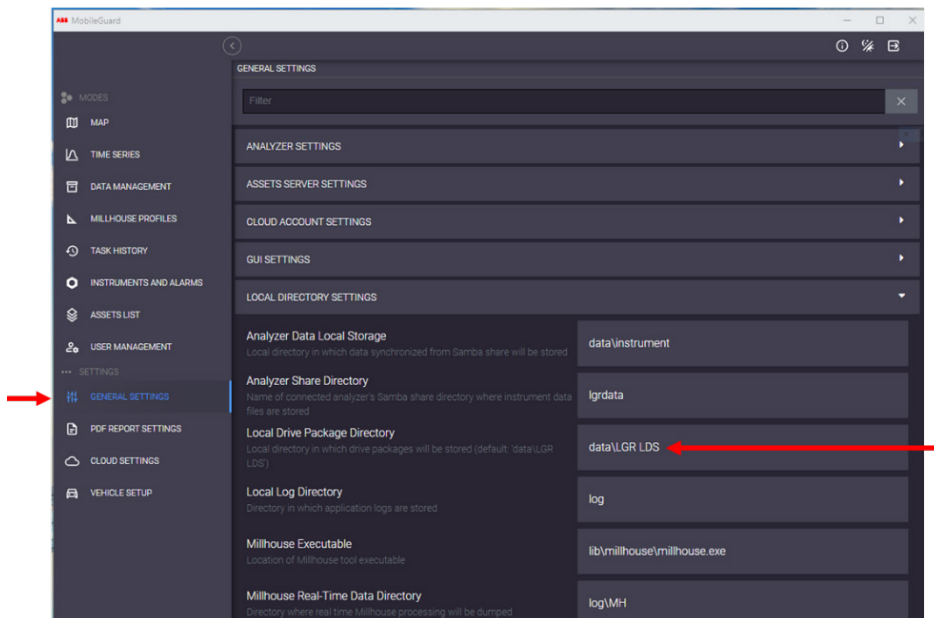 ABB MobileGuard
GENERAL SETTINGS
MODES
MAP
TIME SERIES
DATA MANAGEMENT
MILLHOUSE PROFILES
TASK HISTORY
INSTRUMENTS AND ALARMS
ASSETS LIST
USER MANAGEMENT
SETTINGS
GENERAL SETTINGS
PDF REPORT SETTINGS
CLOUD SETTINGS
VEHICLE SETUP
Filter
ANALYZER SETTINGS
ASSETS SERVER SETTINGS
CLOUD ACCOUNT SETTINGS
GUI SETTINGS
LOCAL DIRECTORY SETTINGS
Analyzer Data Local Storage
Local directory in which data synchronized from Samba share will be stored
data\instrument
Analyzer Share Directory
Name of connected analyzer's Samba share directory where instrument data
files are stored
lgrdata
Local Drive Package Directory
Local directory in which drive packages will be stored (default: 'data\LGR
LDS')
data\LGR LDS
Local Log Directory
Directory in which application logs are stored
log
Millhouse Executable
Location of Millhouse tool executable
lib\millhouse\millhouse.exe
Millhouse Real-Time Data Directory
Directory where real time Millhouse processing will be dumped
log\MH